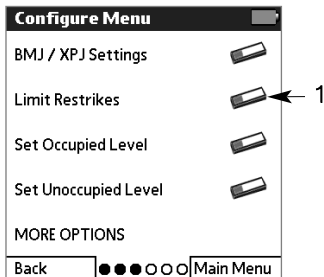 Configure Menu
BMJ / XPJ Settings
Limit Restrikes
1
Set Occupied Level
Set Unoccupied Level
MORE OPTIONS
Back
Main Menu